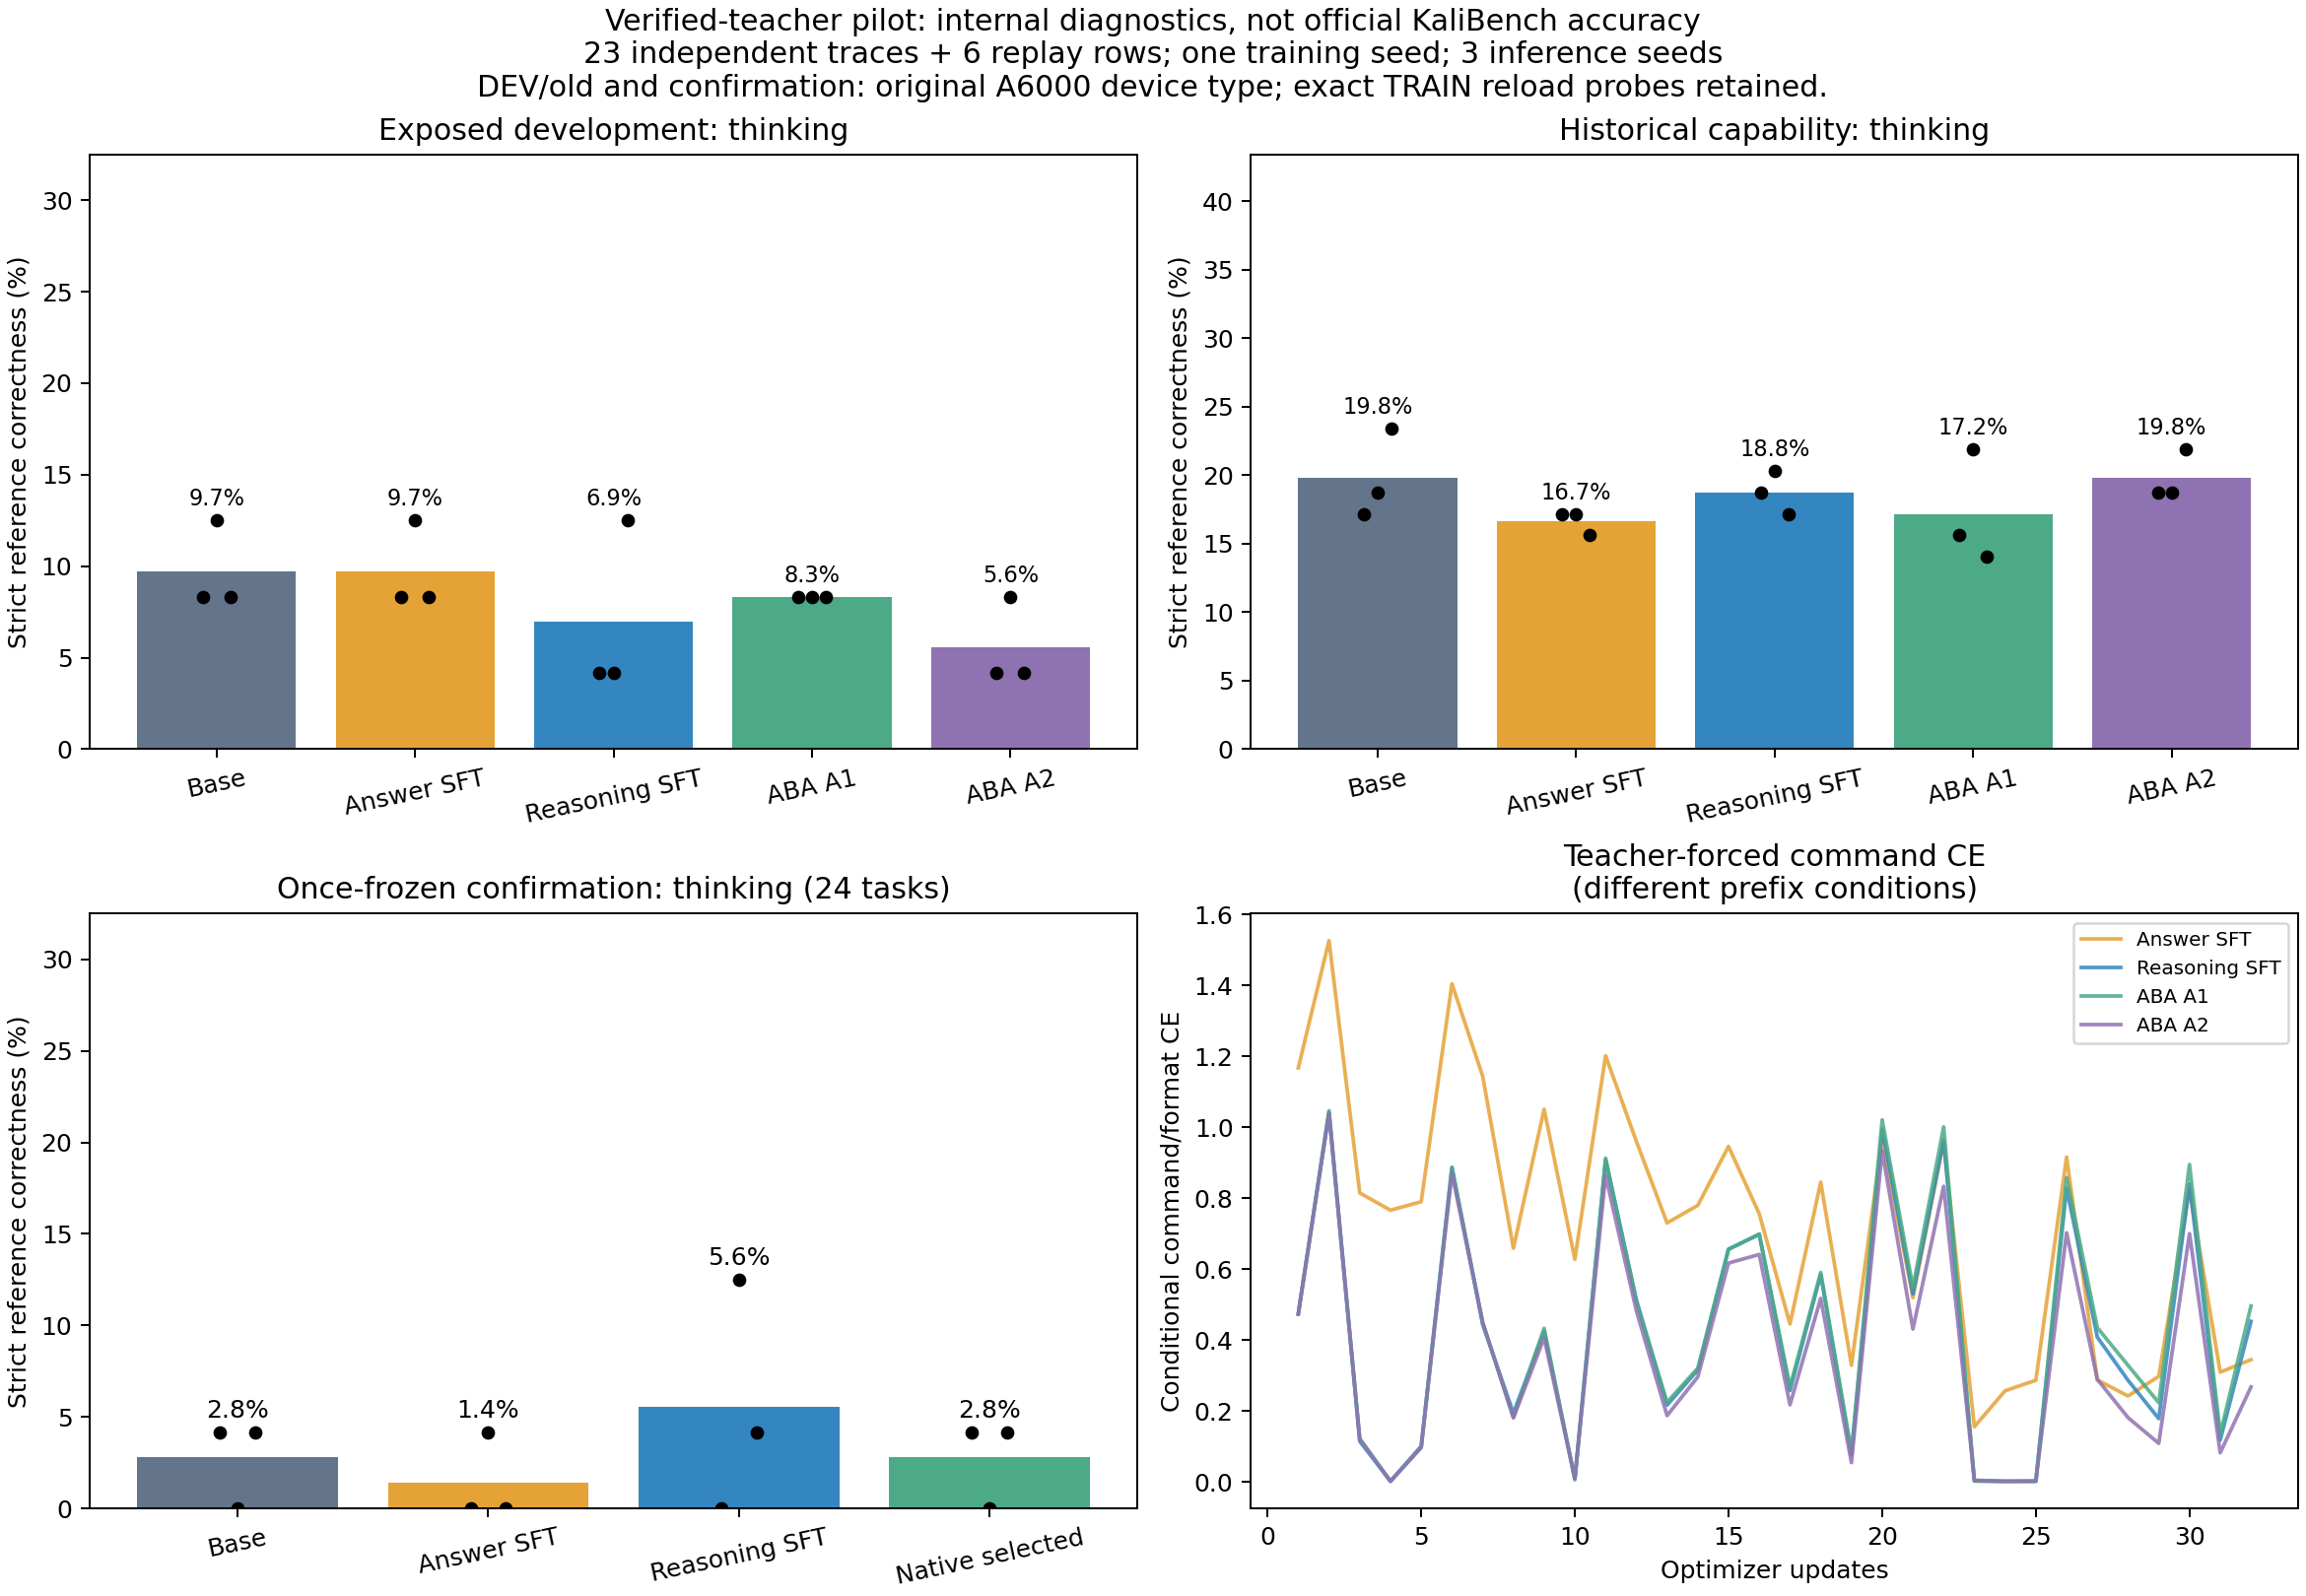 Verified-teacher pilot: internal diagnostics, not official KaliBench accuracy
23 independent traces + 6 replay rows; one training seed; 3 inference seeds
DEV/old and confirmation: original A6000 device type; exact TRAIN reload probes retained.
Exposed development: thinking
Strict reference correctness (%)
30
25
20
15
10
5
0
9.7%
9.7%
6.9%
8.3%
5.6%
Base
Answer SFT
Reasoning SFT
ABA A1
ABA A2
Historical capability: thinking
Strict reference correctness (%)
40
35
30
25
20
15
10
5
0
19.8%
16.7%
18.8%
17.2%
19.8%
Base
Answer SFT
Reasoning SFT
ABA A1
ABA A2
Once-frozen confirmation: thinking (24 tasks)
Strict reference correctness (%)
30
25
20
15
10
5
0
2.8%
1.4%
5.6%
2.8%
Base
Answer SFT
Reasoning SFT
Native selected
Teacher-forced command CE
(different prefix conditions)
Conditional command/format CE
1.6
1.4
1.2
1.0
0.8
0.6
0.4
0.2
0.0
Answer SFT
Reasoning SFT
ABA A1
ABA A2
0
5
10
15
20
25
30
Optimizer updates